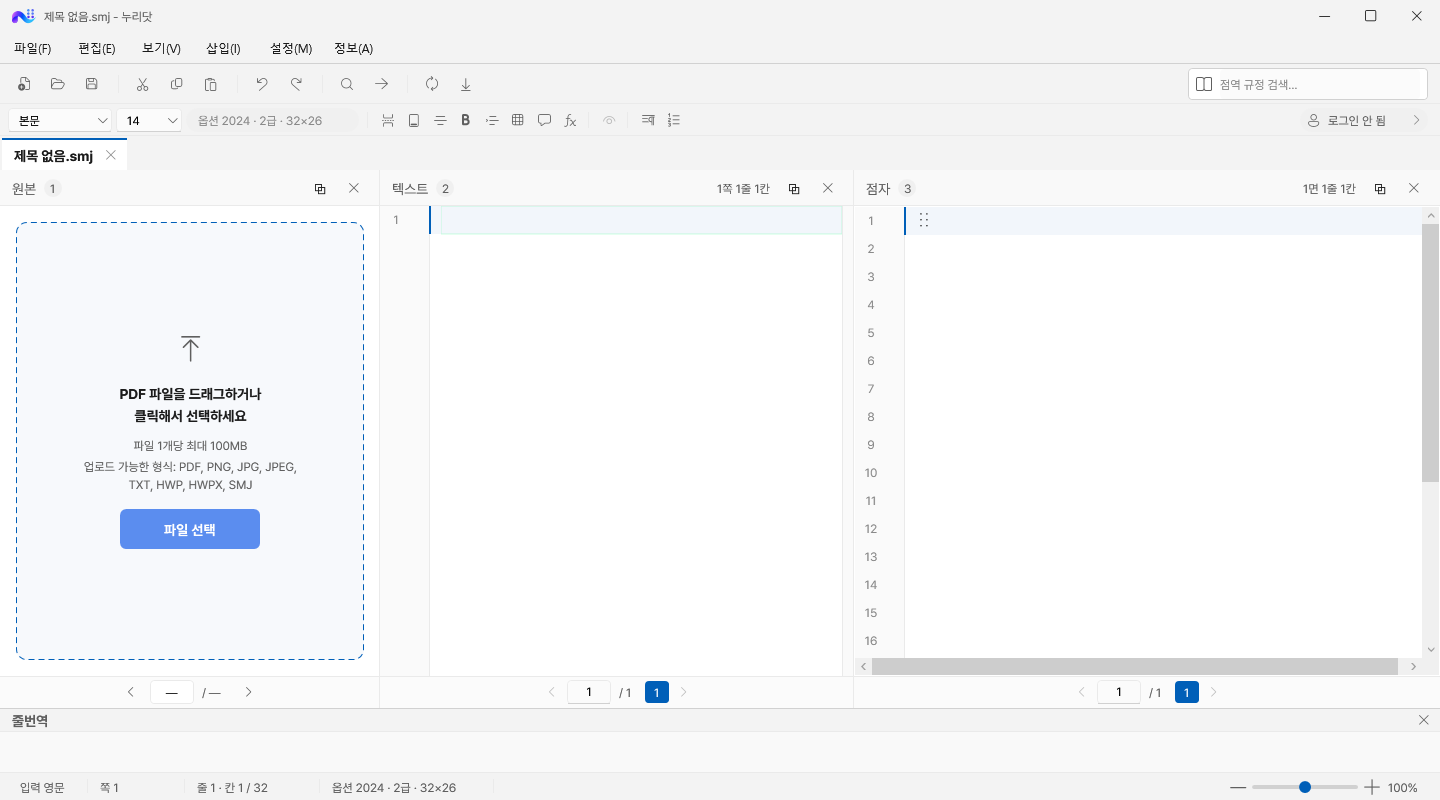 제목 없음.smj - 누리닷
파일(F) 편집(E) 보기(V) 삽입(I) 설정(M) 정보(A)
점역 규정 검색...
본문 14 옵션 2024 · 2급 · 32×26 B fx 로그인 안 됨
제목 없음.smj
원본 1
텍스트 2 1쪽 1줄 1칸
점자 3 1면 1줄 1칸
PDF 파일을 드래그하거나
클릭해서 선택하세요
파일 1개당 최대 100MB
업로드 가능한 형식: PDF, PNG, JPG, JPEG,
TXT, HWP, HWPX, SMJ
파일 선택
— / —
1
1 / 1 1
1
2
3
4
5
6
7
8
9
10
11
12
13
14
15
16
1 / 1 1
줄번역
입력 영문 쪽 1 줄 1 · 칸 1 / 32 옵션 2024 · 2급 · 32×26 100%